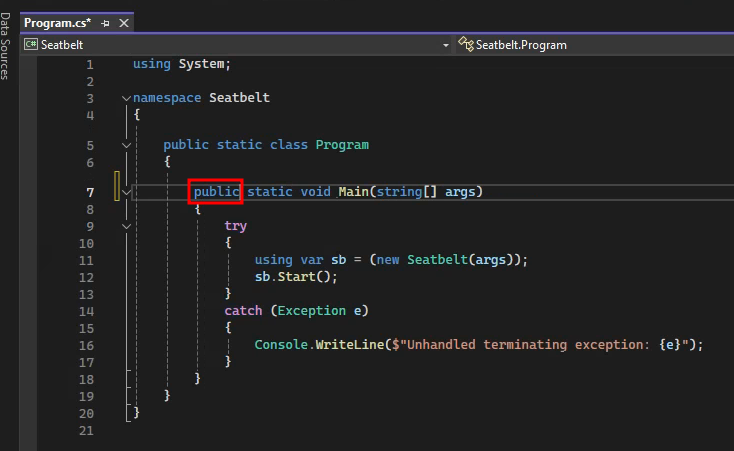 Data Sources
Program.cs*
C# Seatbelt
Seatbelt.Program
1 using System;
2
3 namespace Seatbelt
4 {
5 public static class Program
6 {
7 public static void Main(string[] args)
8 {
9 try
10 {
11 using var sb = (new Seatbelt(args));
12 sb.Start();
13 }
14 catch (Exception e)
15 {
16 Console.WriteLine($"Unhandled terminating exception: {e}");
17 }
18 }
19 }
20 }
21